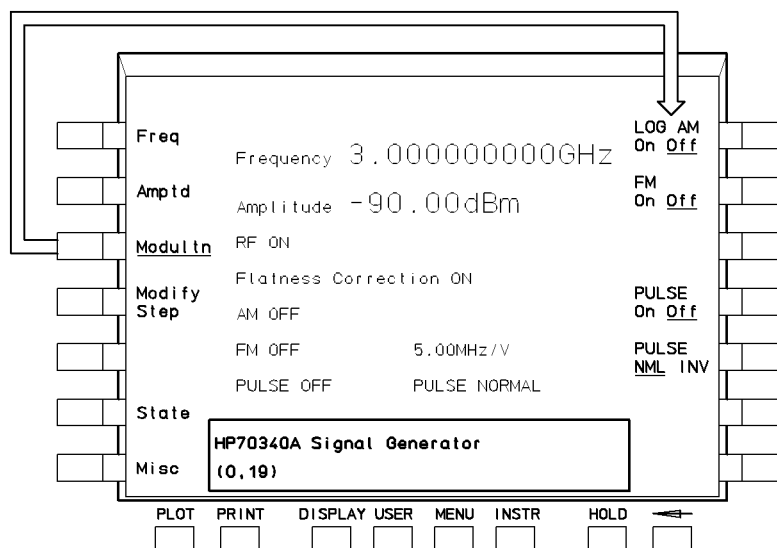 LOG AM
On Off
Freq
Frequency 3.000000000GHz
FM
On Off
Amptd
Amplitude -90.00dBm
Modultn
RF ON
Flatness Correction ON
Modify
Step
AM OFF
PULSE
On Off
FM OFF 5.00MHz/V
PULSE
NML INV
PULSE OFF PULSE NORMAL
State
HP70340A Signal Generator
(0,19)
Misc
PLOT PRINT DISPLAY USER MENU INSTR HOLD